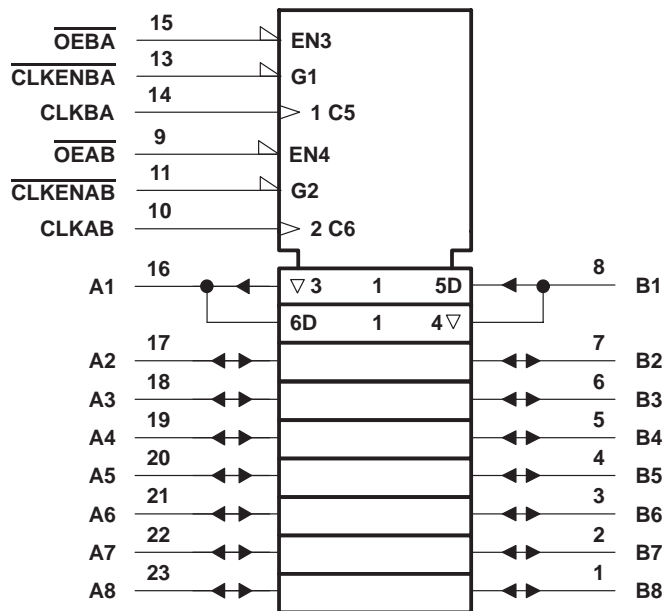 15
OEBA
EN3
13
CLKENBA
G1
14
CLKBA
1 C5
9
OEAB
EN4
11
CLKENAB
G2
10
CLKAB
2 C6
16
8
A1
3 1 5D
B1
6D 1 4
17
7
A2
B2
18
6
A3
B3
19
5
A4
B4
20
4
A5
B5
21
3
A6
B6
22
2
A7
B7
23
1
A8
B8